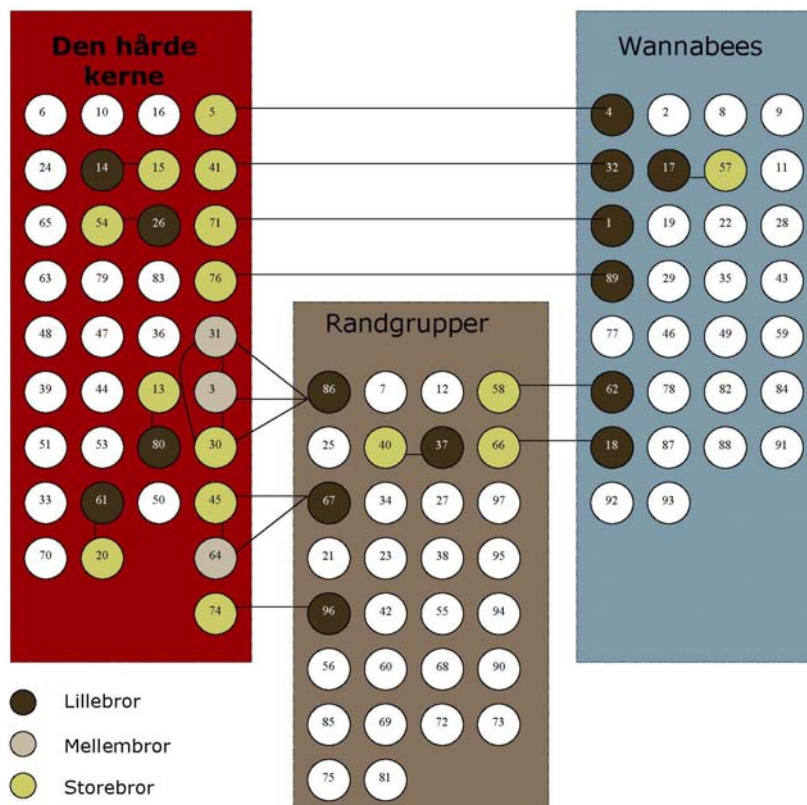 Den hårde
kerne
6 10 16 5
24 14 15 41
65 54 26 71
63 79 83 76
48 47 36 31
39 44 13 3
51 53 80 30
33 61 50 45
70 20 64
74
Randgrupper
86 7 12 58
25 40 37 66
67 34 27 97
21 23 38 95
96 42 55 94
56 60 68 90
85 69 72 73
75 81
Wannabees
4 2 8 9
32 17 57 11
1 19 22 28
89 29 35 43
77 46 49 59
62 78 82 84
18 87 88 91
92 93
Lillebror
Mellembror
Storebror